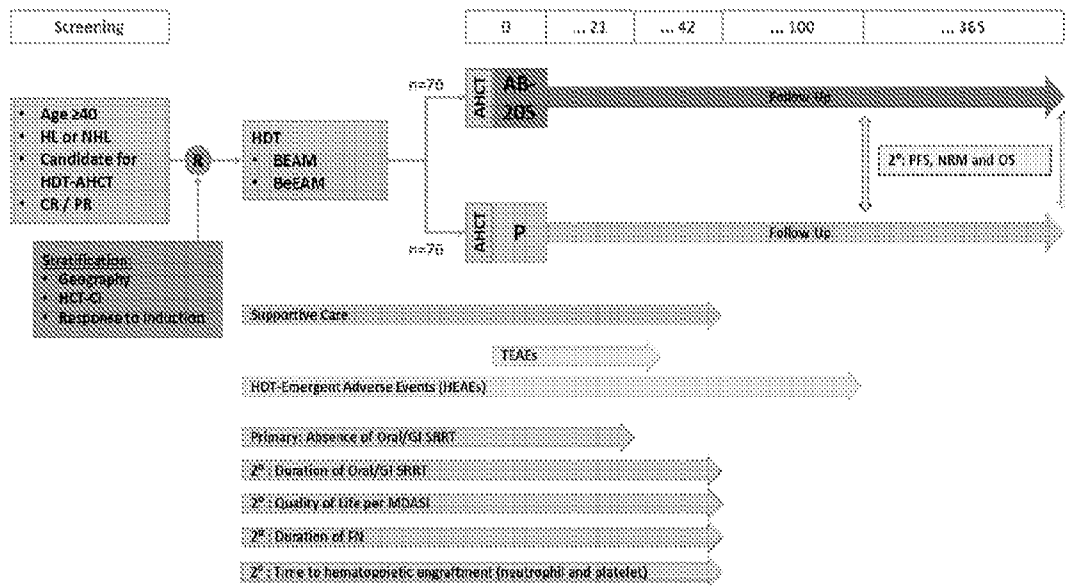 Screening
0
... 21
... 42
... 100
... 365
n=70
AHCT
AB-
205
Follow Up
• Age ≥40
• HL or NHL
• Candidate for
HDT-AHCT
• CR / PR
R
HDT
• BEAM
• BeEAM
2°: PFS, NRM and OS
n=70
AHCT
P
Follow Up
Stratification:
• Geography
• HCT-CI
• Response to Induction
Supportive Care
TEAEs
HDT-Emergent Adverse Events (HEAEs)
Primary: Absence of Oral/GI SRRT
2° : Duration of Oral/GI SRRT
2° : Quality of Life per MDASI
2° : Duration of FN
2° : Time to hematopoietic engraftment (neutrophil and platelet)